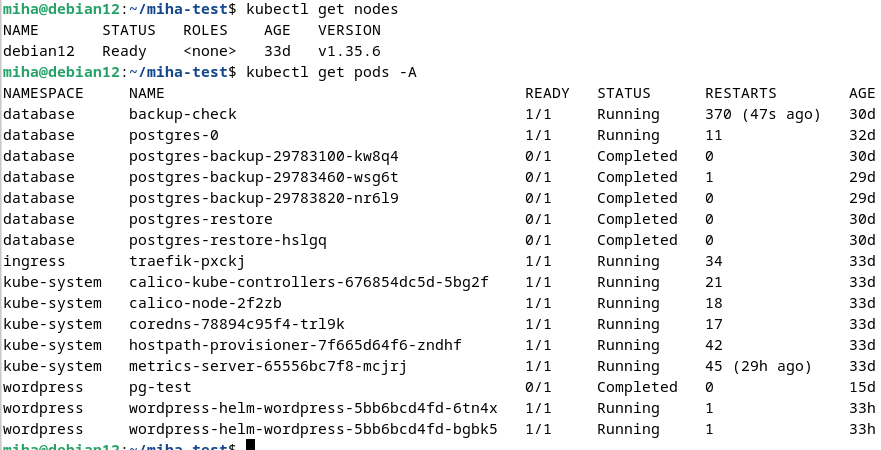 miha@debian12:~/miha-test$ kubectl get nodes
NAME       STATUS   ROLES    AGE   VERSION
debian12   Ready    <none>   33d   v1.35.6
miha@debian12:~/miha-test$ kubectl get pods -A
NAMESPACE     NAME                                       READY   STATUS      RESTARTS        AGE
database      backup-check                               1/1     Running     370 (47s ago)   30d
database      postgres-0                                 1/1     Running     11              32d
database      postgres-backup-29783100-kw8q4             0/1     Completed   0               30d
database      postgres-backup-29783460-wsg6t             0/1     Completed   1               29d
database      postgres-backup-29783820-nr6l9             0/1     Completed   0               29d
database      postgres-restore                           0/1     Completed   0               30d
database      postgres-restore-hslgq                     0/1     Completed   0               30d
ingress       traefik-pxckj                              1/1     Running     34              33d
kube-system   calico-kube-controllers-676854dc5d-5bg2f   1/1     Running     21              33d
kube-system   calico-node-2f2zb                          1/1     Running     18              33d
kube-system   coredns-78894c95f4-trl9k                   1/1     Running     17              33d
kube-system   hostpath-provisioner-7f665d64f6-zndhf      1/1     Running     42              33d
kube-system   metrics-server-65556bc7f8-mcjrj            1/1     Running     45 (29h ago)    33d
wordpress     pg-test                                    0/1     Completed   0               15d
wordpress     wordpress-helm-wordpress-5bb6bcd4fd-6tn4x   1/1     Running     1               33h
wordpress     wordpress-helm-wordpress-5bb6bcd4fd-bgbk5   1/1     Running     1               33h
miha@debian12:~/miha-test$